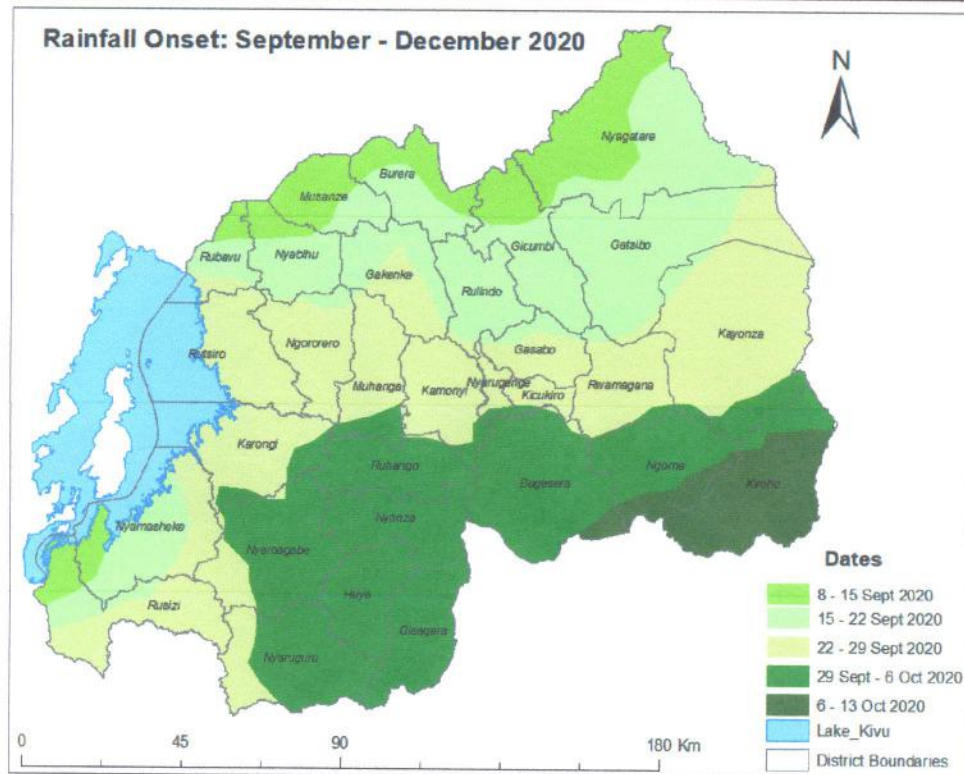 Rainfall Onset: September - December 2020
N
Nyagatare
Burera
Musanze
Gicumbi
Gatsibo
Rubavu
Nyabihu
Gakenke
Rulindo
Kayonza
Rutsiro
Ngororero
Gasabo
Muhanga
Kamonyi
Nyarugenge
Kicukiro
Rwamagana
Karongi
Ruhango
Ngoma
Bugesera
Kirehe
Nyanza
Nyamasheke
Nyamagabe
Huye
Rusizi
Gisagara
Nyaruguru
Dates
8 - 15 Sept 2020
15 - 22 Sept 2020
22 - 29 Sept 2020
29 Sept - 6 Oct 2020
6 - 13 Oct 2020
Lake_Kivu
District Boundaries
0 45 90 180 Km